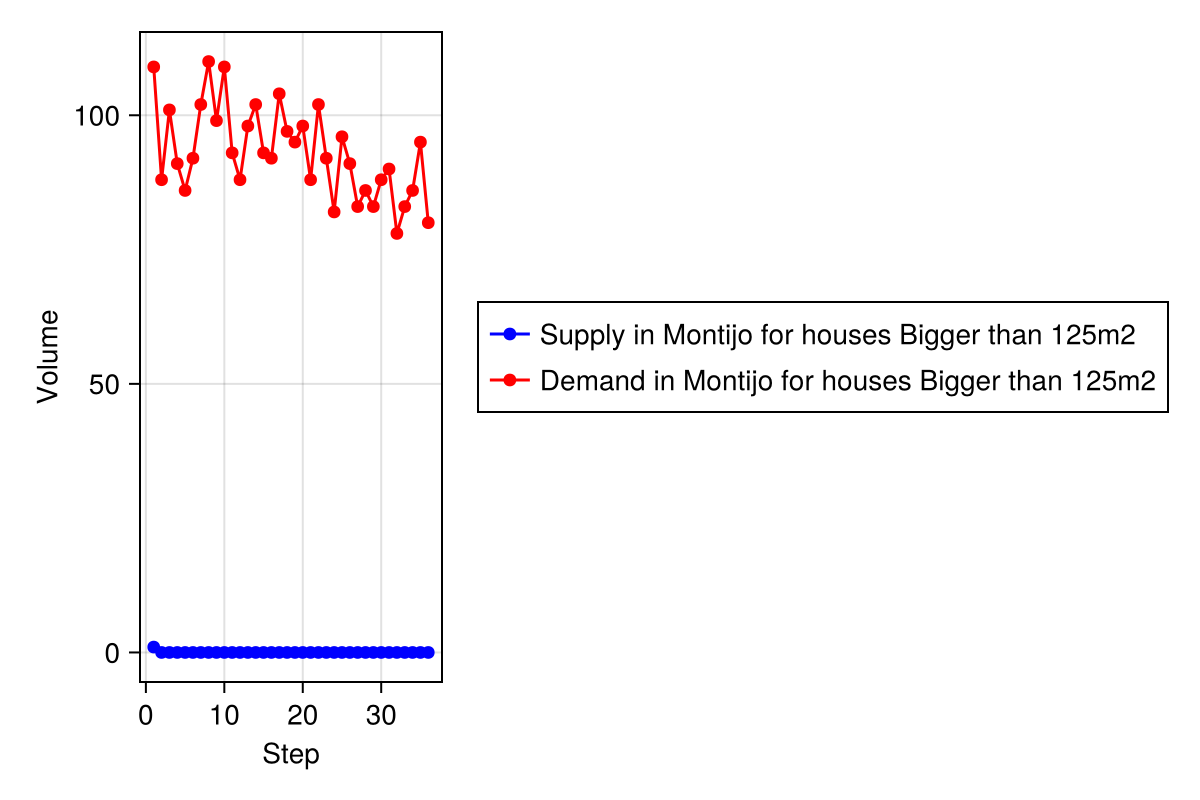 Volume
100
50
0
0 10 20 30
Step
Supply in Montijo for houses Bigger than 125m2
Demand in Montijo for houses Bigger than 125m2